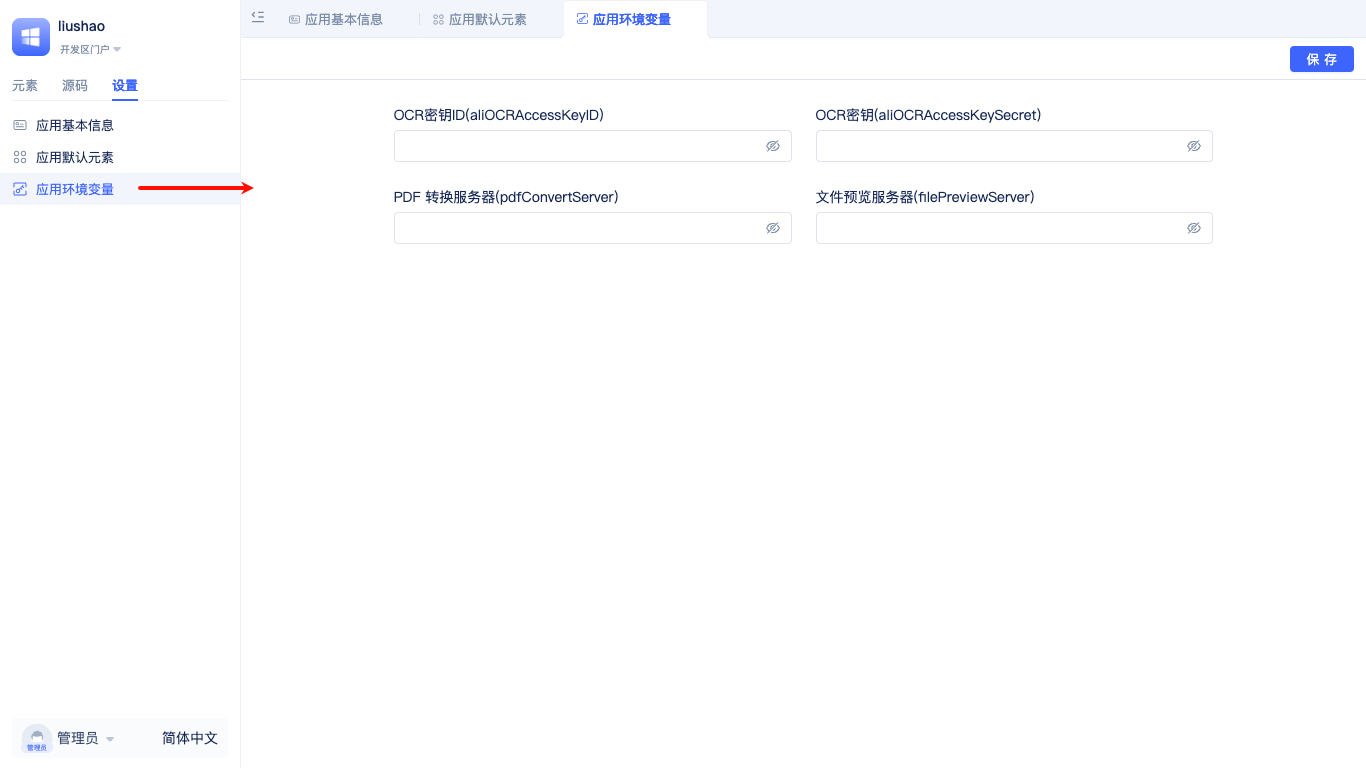 liushao
开发区门户
元素 源码 设置
应用基本信息
应用默认元素
应用环境变量
管理员
管理员 简体中文
应用基本信息 应用默认元素 应用环境变量
保 存
OCR密钥ID(aliOCRAccessKeyID)
OCR密钥(aliOCRAccessKeySecret)
PDF 转换服务器(pdfConvertServer)
文件预览服务器(filePreviewServer)